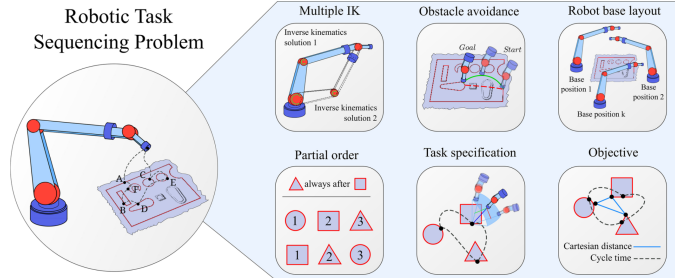 Robotic Task
Sequencing Problem
A
C
E
F
B
D
Multiple IK
Inverse kinematics
solution 1
Inverse kinematics
solution 2
Obstacle avoidance
Goal
Start
Robot base layout
Base
position 1
Base
position 2
Base position k
Partial order
always after
1
2
3
1
2
3
Task specification
Objective
Cartesian distance
Cycle time